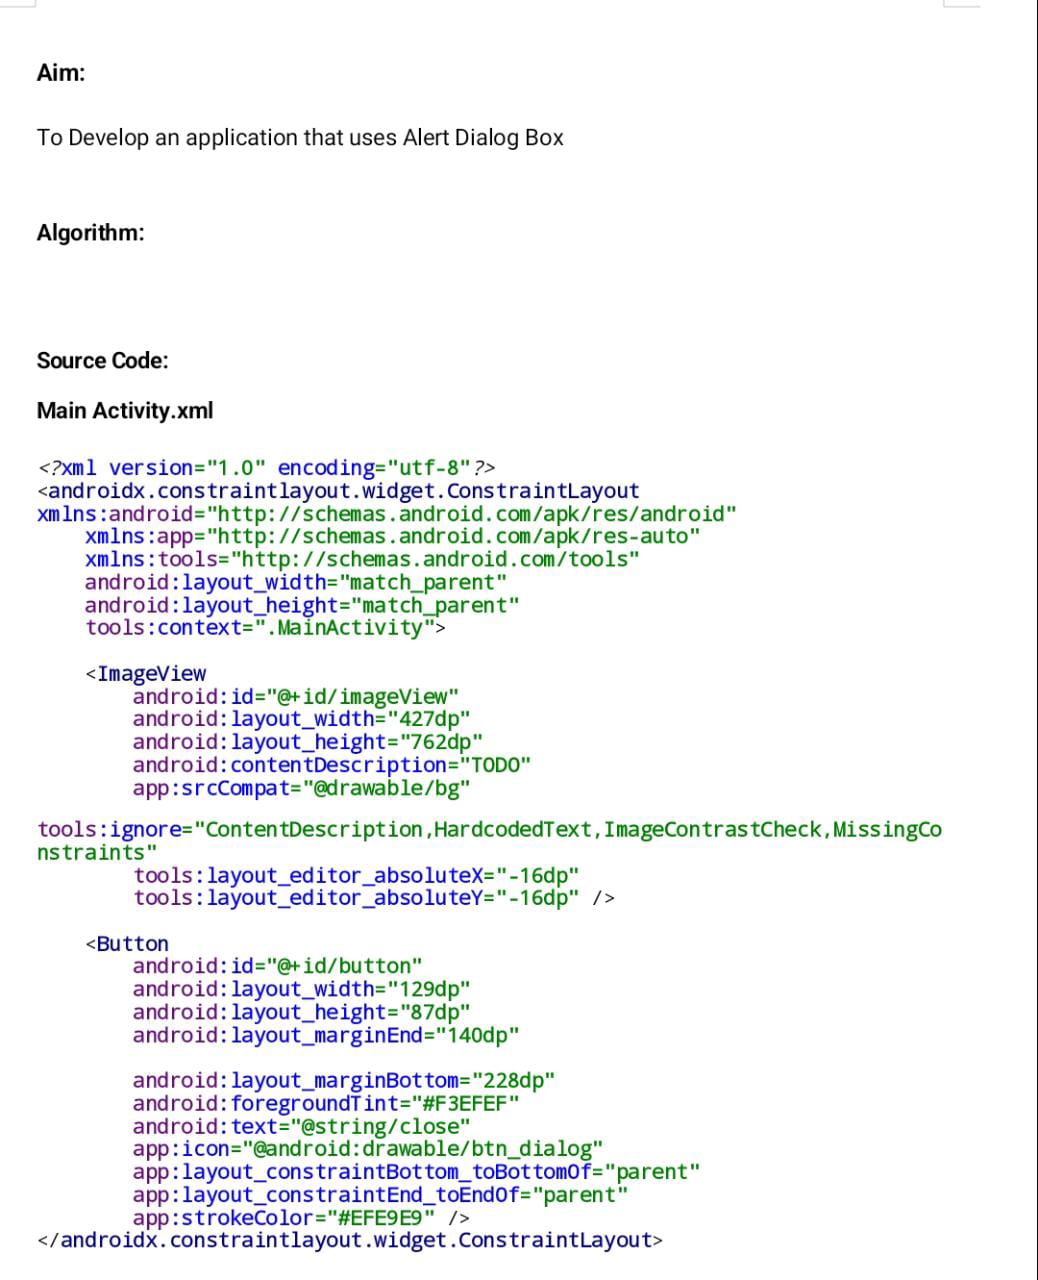 Aim:
To Develop an application that uses Alert Dialog Box
Algorithm:
Source Code:
Main Activity.xml
<?xml version="1.0" encoding="utf-8"?>
<androidx.constraintlayout.widget.ConstraintLayout
xmlns:android="http://schemas.android.com/apk/res/android"
    xmlns:app="http://schemas.android.com/apk/res-auto"
    xmlns:tools="http://schemas.android.com/tools"
    android:layout_width="match_parent"
    android:layout_height="match_parent"
    tools:context=".MainActivity">
    <ImageView
        android:id="@+id/imageView"
        android:layout_width="427dp"
        android:layout_height="762dp"
        android:contentDescription="TODO"
        app:srcCompat="@drawable/bg"
tools:ignore="ContentDescription,HardcodedText,ImageContrastCheck,MissingCo
nstraints"
        tools:layout_editor_absoluteX="-16dp"
        tools:layout_editor_absoluteY="-16dp" />
    <Button
        android:id="@+id/button"
        android:layout_width="129dp"
        android:layout_height="87dp"
        android:layout_marginEnd="140dp"
        android:layout_marginBottom="228dp"
        android:foregroundTint="#F3EFEF"
        android:text="@string/close"
        app:icon="@android:drawable/btn_dialog"
        app:layout_constraintBottom_toBottomOf="parent"
        app:layout_constraintEnd_toEndOf="parent"
        app:strokeColor="#EFE9E9" />
</androidx.constraintlayout.widget.ConstraintLayout>